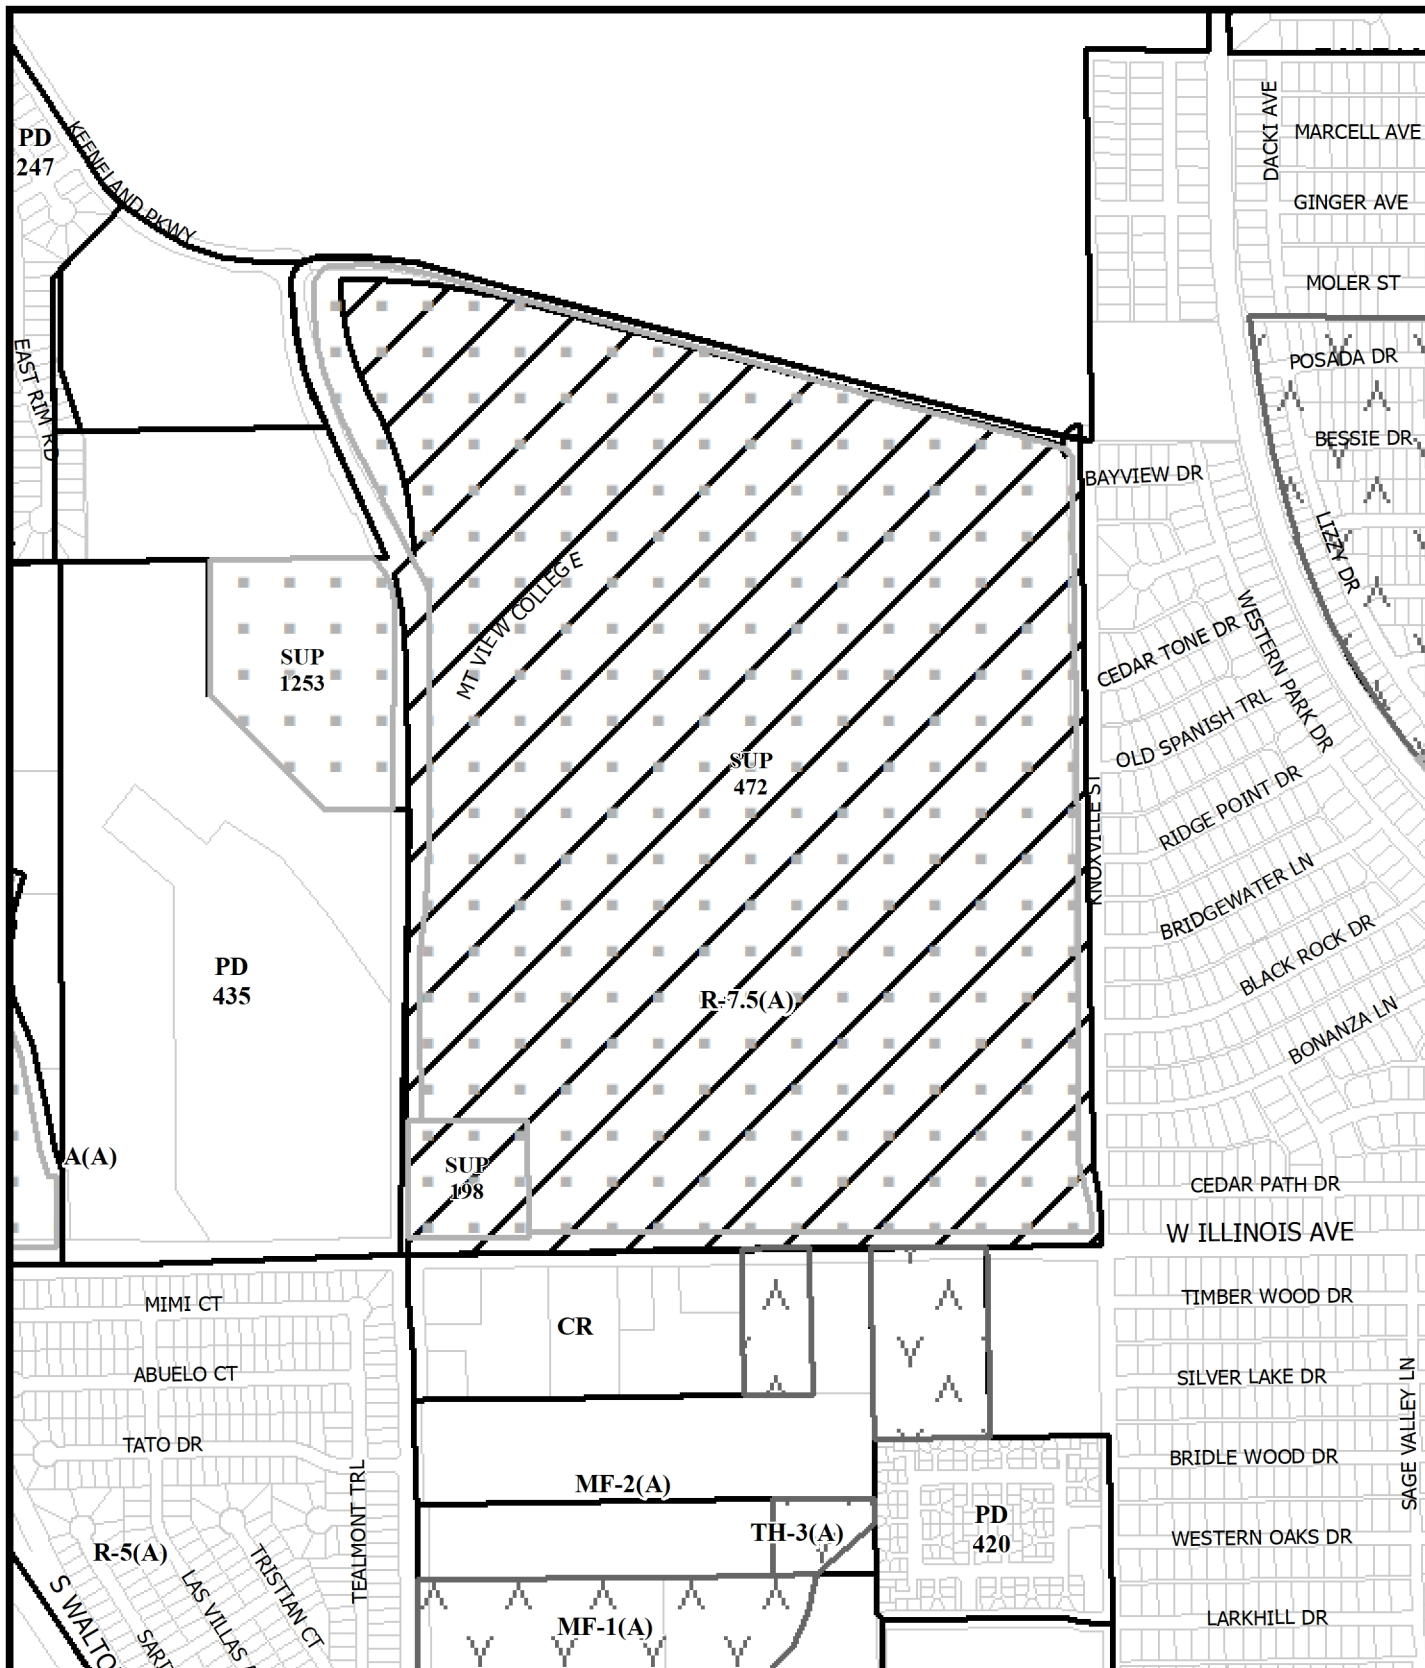 PD
247
KEENELAND PKWY
DACKI AVE
MARCELL AVE
GINGER AVE
MOLER ST
POSADA DR
BESSIE DR
EAST RIM RD
BAYVIEW DR
LIZZY DR
MT VIEW COLLEGE E
WESTERN PARK DR
CEDAR TONE DR
SUP
1253
OLD SPANISH TRL
SUP
472
RIDGE POINT DR
KNOXVILLE ST
BRIDGEWATER LN
BLACK ROCK DR
PD
435
R-7.5(A)
BONANZA LN
A(A)
SUP
198
CEDAR PATH DR
W ILLINOIS AVE
MIMI CT
CR
TIMBER WOOD DR
ABUELO CT
SILVER LAKE DR
SAGE VALLEY LN
TATO DR
BRIDLE WOOD DR
MF-2(A)
TEALMONT TRL
PD
420
TH-3(A)
WESTERN OAKS DR
R-5(A)
TRISTIAN CT
LAS VILLAS
S WALTO
SARI
MF-1(A)
LARKHILL DR